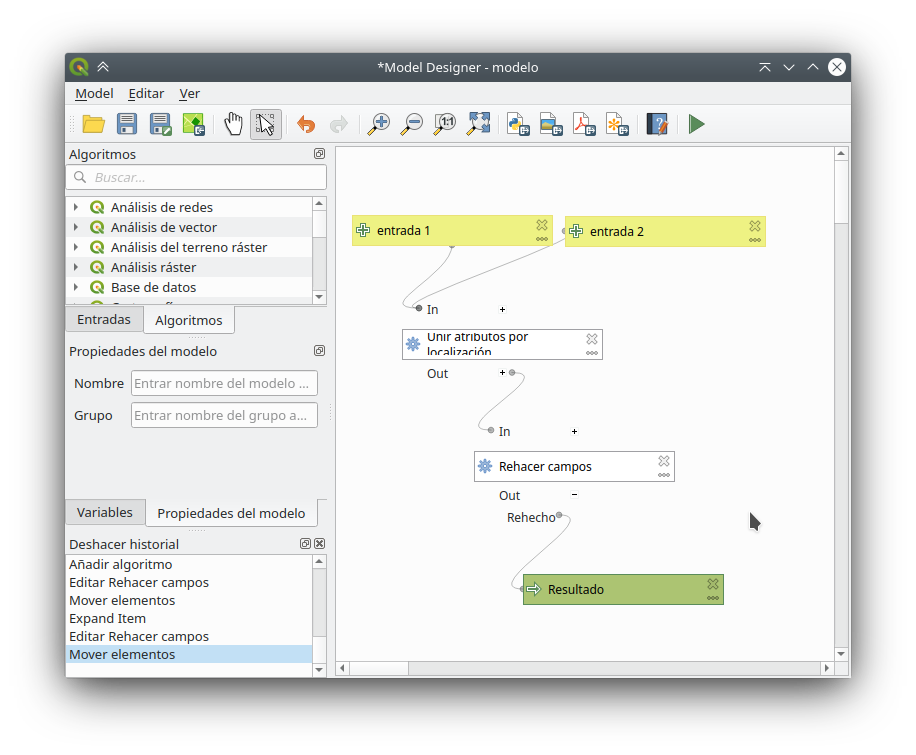 *Model Designer - modelo
Model Editar Ver
1:1
Algoritmos
Buscar...
Análisis de redes
Análisis de vector
Análisis del terreno ráster
Análisis ráster
Base de datos
Entradas Algoritmos
Propiedades del modelo
Nombre Entrar nombre del modelo ...
Grupo Entrar nombre del grupo a...
Variables Propiedades del modelo
Deshacer historial
Añadir algoritmo
Editar Rehacer campos
Mover elementos
Expand Item
Editar Rehacer campos
Mover elementos
entrada 1
entrada 2
In +
Unir atributos por
localización
Out +
In +
Rehacer campos
Out −
Rehecho
Resultado